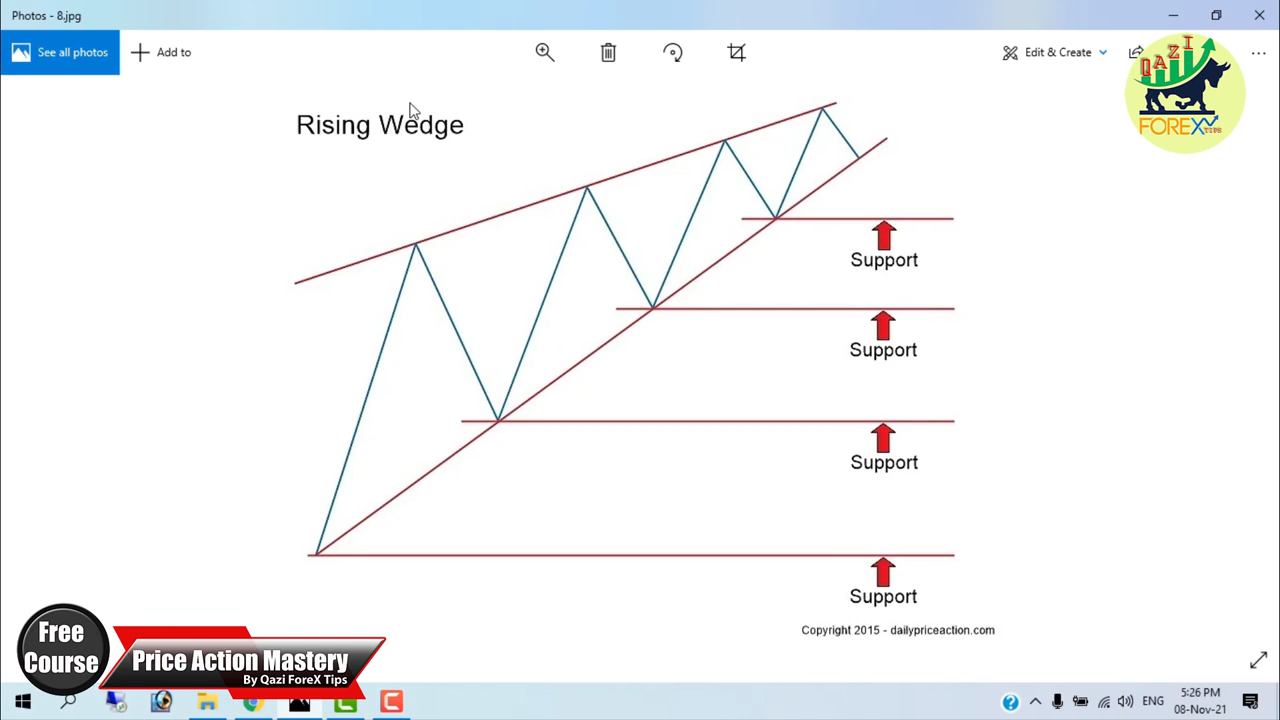 Photos - 8.jpg
See all photos
Add to
Edit & Create
QAZI
FOREX
TIPS
Rising Wedge
Support
Support
Support
Support
Copyright 2015 - dailypriceaction.com
Free
Course
Price Action Mastery
By Qazi ForeX Tips
ENG
5:26 PM
08-Nov-21